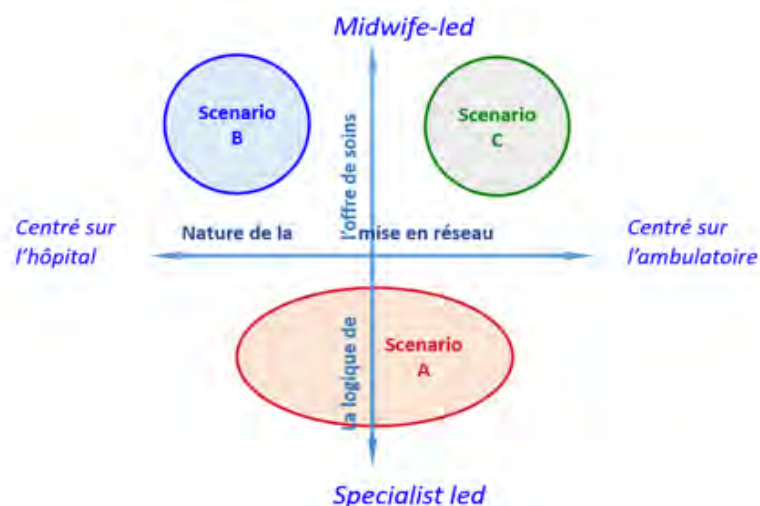 Midwife-led
Scenario
B
Scenario
C
l'offre de soins
Centré sur
l'hôpital
Nature de la mise en réseau
Centré sur
l'ambulatoire
La logique de
Scenario
A
Specialist led